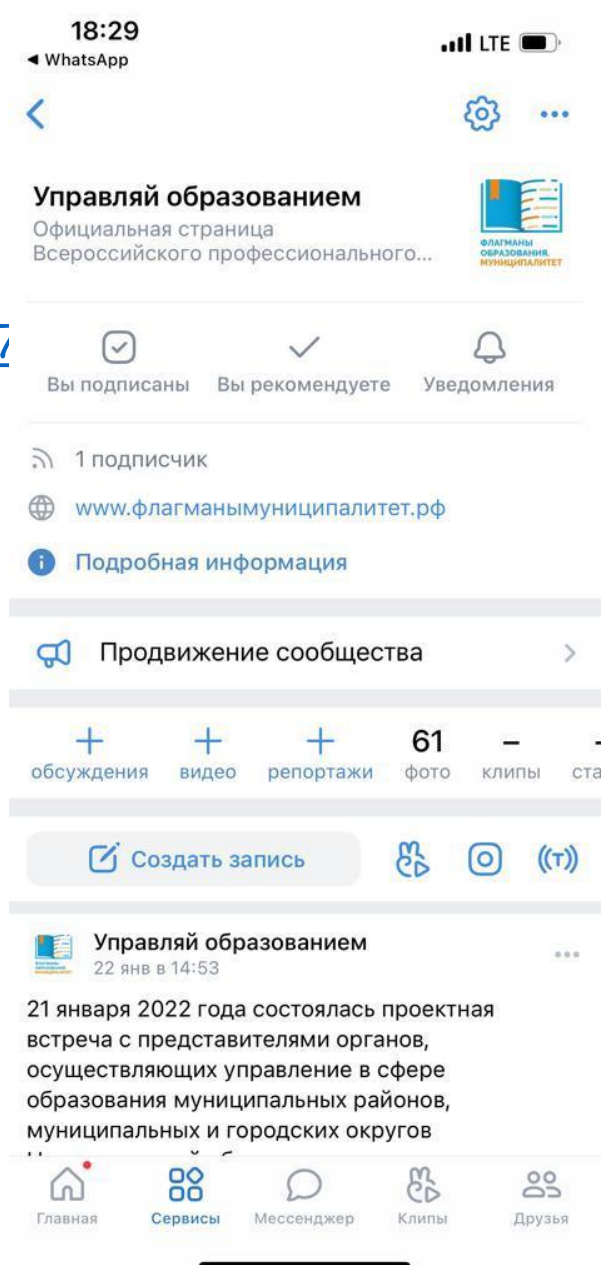 18:29
LTE
◄ WhatsApp
Управляй образованием
Официальная страница
Всероссийского профессионального...
ФЛАГМАНЫ
ОБРАЗОВАНИЯ.
МУНИЦИПАЛИТЕТ
7
Вы подписаны Вы рекомендуете Уведомления
1 подписчик
www.флагманымуниципалитет.рф
Подробная информация
Продвижение сообщества
61 – -
обсуждения видео репортажи фото клипы ста
Создать запись
((T))
Управляй образованием
22 янв в 14:53
21 января 2022 года состоялась проектная
встреча с представителями органов,
осуществляющих управление в сфере
образования муниципальных районов,
муниципальных и городских округов
Главная Сервисы Мессенджер Клипы Друзья